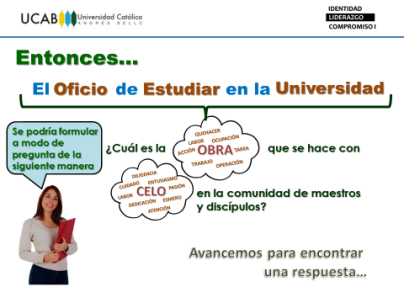 UCAB Universidad Católica
ANDRÉS BELLO
IDENTIDAD
LIDERAZGO
COMPROMISO I
Entonces...
El Oficio de Estudiar en la Universidad
Se podría formular
a modo de
pregunta de la
siguiente manera
¿Cuál es la
QUEHACER
LABOR OCUPACIÓN
ACCIÓN OBRA TAREA
TRABAJO OPERACIÓN
que se hace con
DILIGENCIA
CUIDADO ENTUSIASMO
LABOR CELO PASIÓN
DEDICACIÓN ESMERO
ATENCIÓN
en la comunidad de maestros
y discípulos?
Avancemos para encontrar
una respuesta...